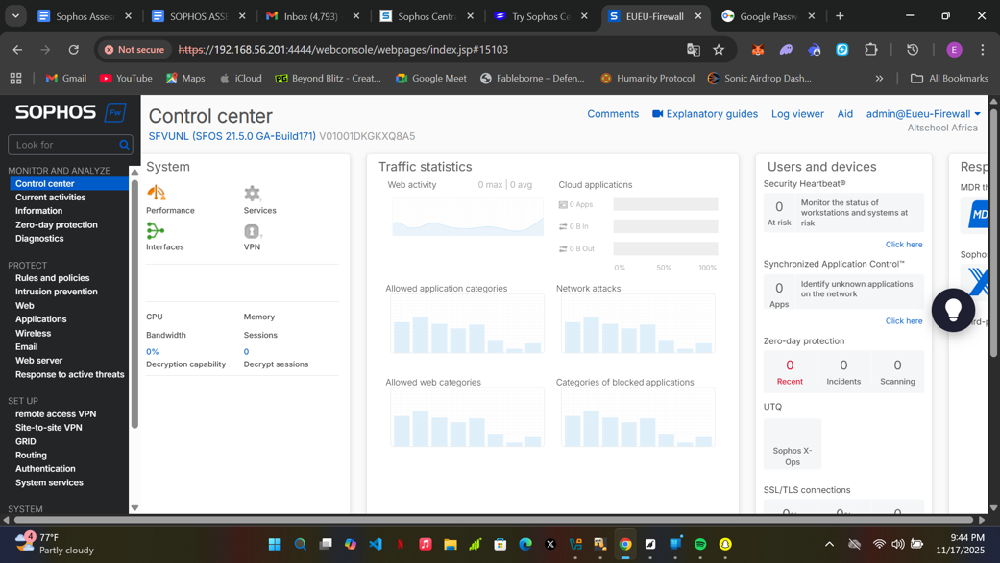 Sophos Asses
SOPHOS ASSE
Inbox (4,793)
Sophos Centra
Try Sophos Ce
EUEU-Firewall
Google Passw
Not secure
https://192.168.56.201:4444/webconsole/webpages/index.jsp#15103
E
Gmail
YouTube
Maps
iCloud
Beyond Blitz - Creat...
Google Meet
Fableborne – Defen...
Humanity Protocol
Sonic Airdrop Dash...
»
All Bookmarks
SOPHOS Fw
Control center
SFVUNL (SFOS 21.5.0 GA-Build171) V01001DKGKXQ8A5
Comments
Explanatory guides
Log viewer
Aid
admin@Eueu-Firewall
Altschool Africa
Look for
MONITOR AND ANALYZE
Control center
Current activities
Information
Zero-day protection
Diagnostics
PROTECT
Rules and policies
Intrusion prevention
Web
Applications
Wireless
Email
Web server
Response to active threats
SET UP
remote access VPN
Site-to-site VPN
GRID
Routing
Authentication
System services
SYSTEM
System
Performance
Services
Interfaces
VPN
CPU
Memory
Bandwidth
Sessions
0%
0
Decryption capability
Decrypt sessions
Traffic statistics
Web activity
0 max | 0 avg
Cloud applications
0 Apps
0 B In
0 B Out
0%
50%
100%
Allowed application categories
Network attacks
Allowed web categories
Categories of blocked applications
Users and devices
Security Heartbeat®
0
At risk
Monitor the status of
workstations and systems at
risk
Click here
Synchronized Application Control™
0
Apps
Identify unknown applications
on the network
Click here
Zero-day protection
0
Recent
0
Incidents
0
Scanning
UTQ
Sophos X-
Ops
SSL/TLS connections
Resp
MDR th
MD
Sophos
77°F
Partly cloudy
4
9:44 PM
11/17/2025